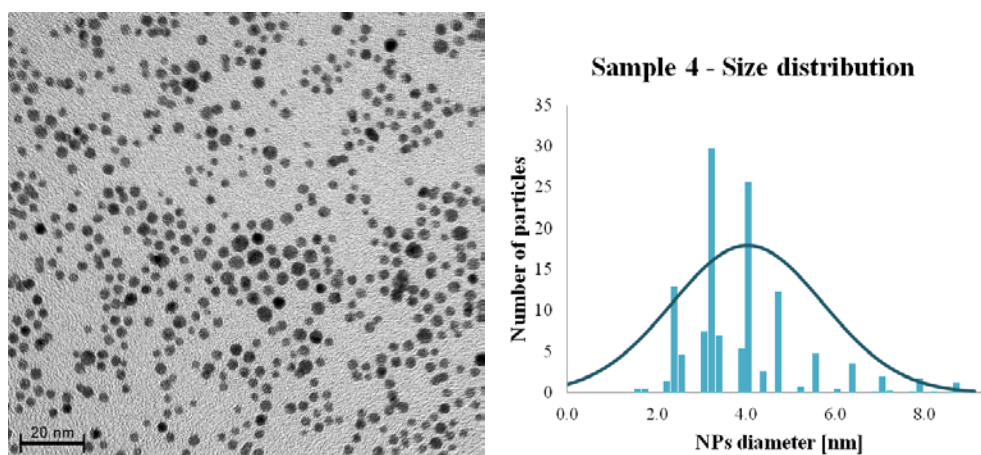 20 nm
Sample 4 - Size distribution
Number of particles
35
30
25
20
15
10
5
0
0.0 2.0 4.0 6.0 8.0
NPs diameter [nm]